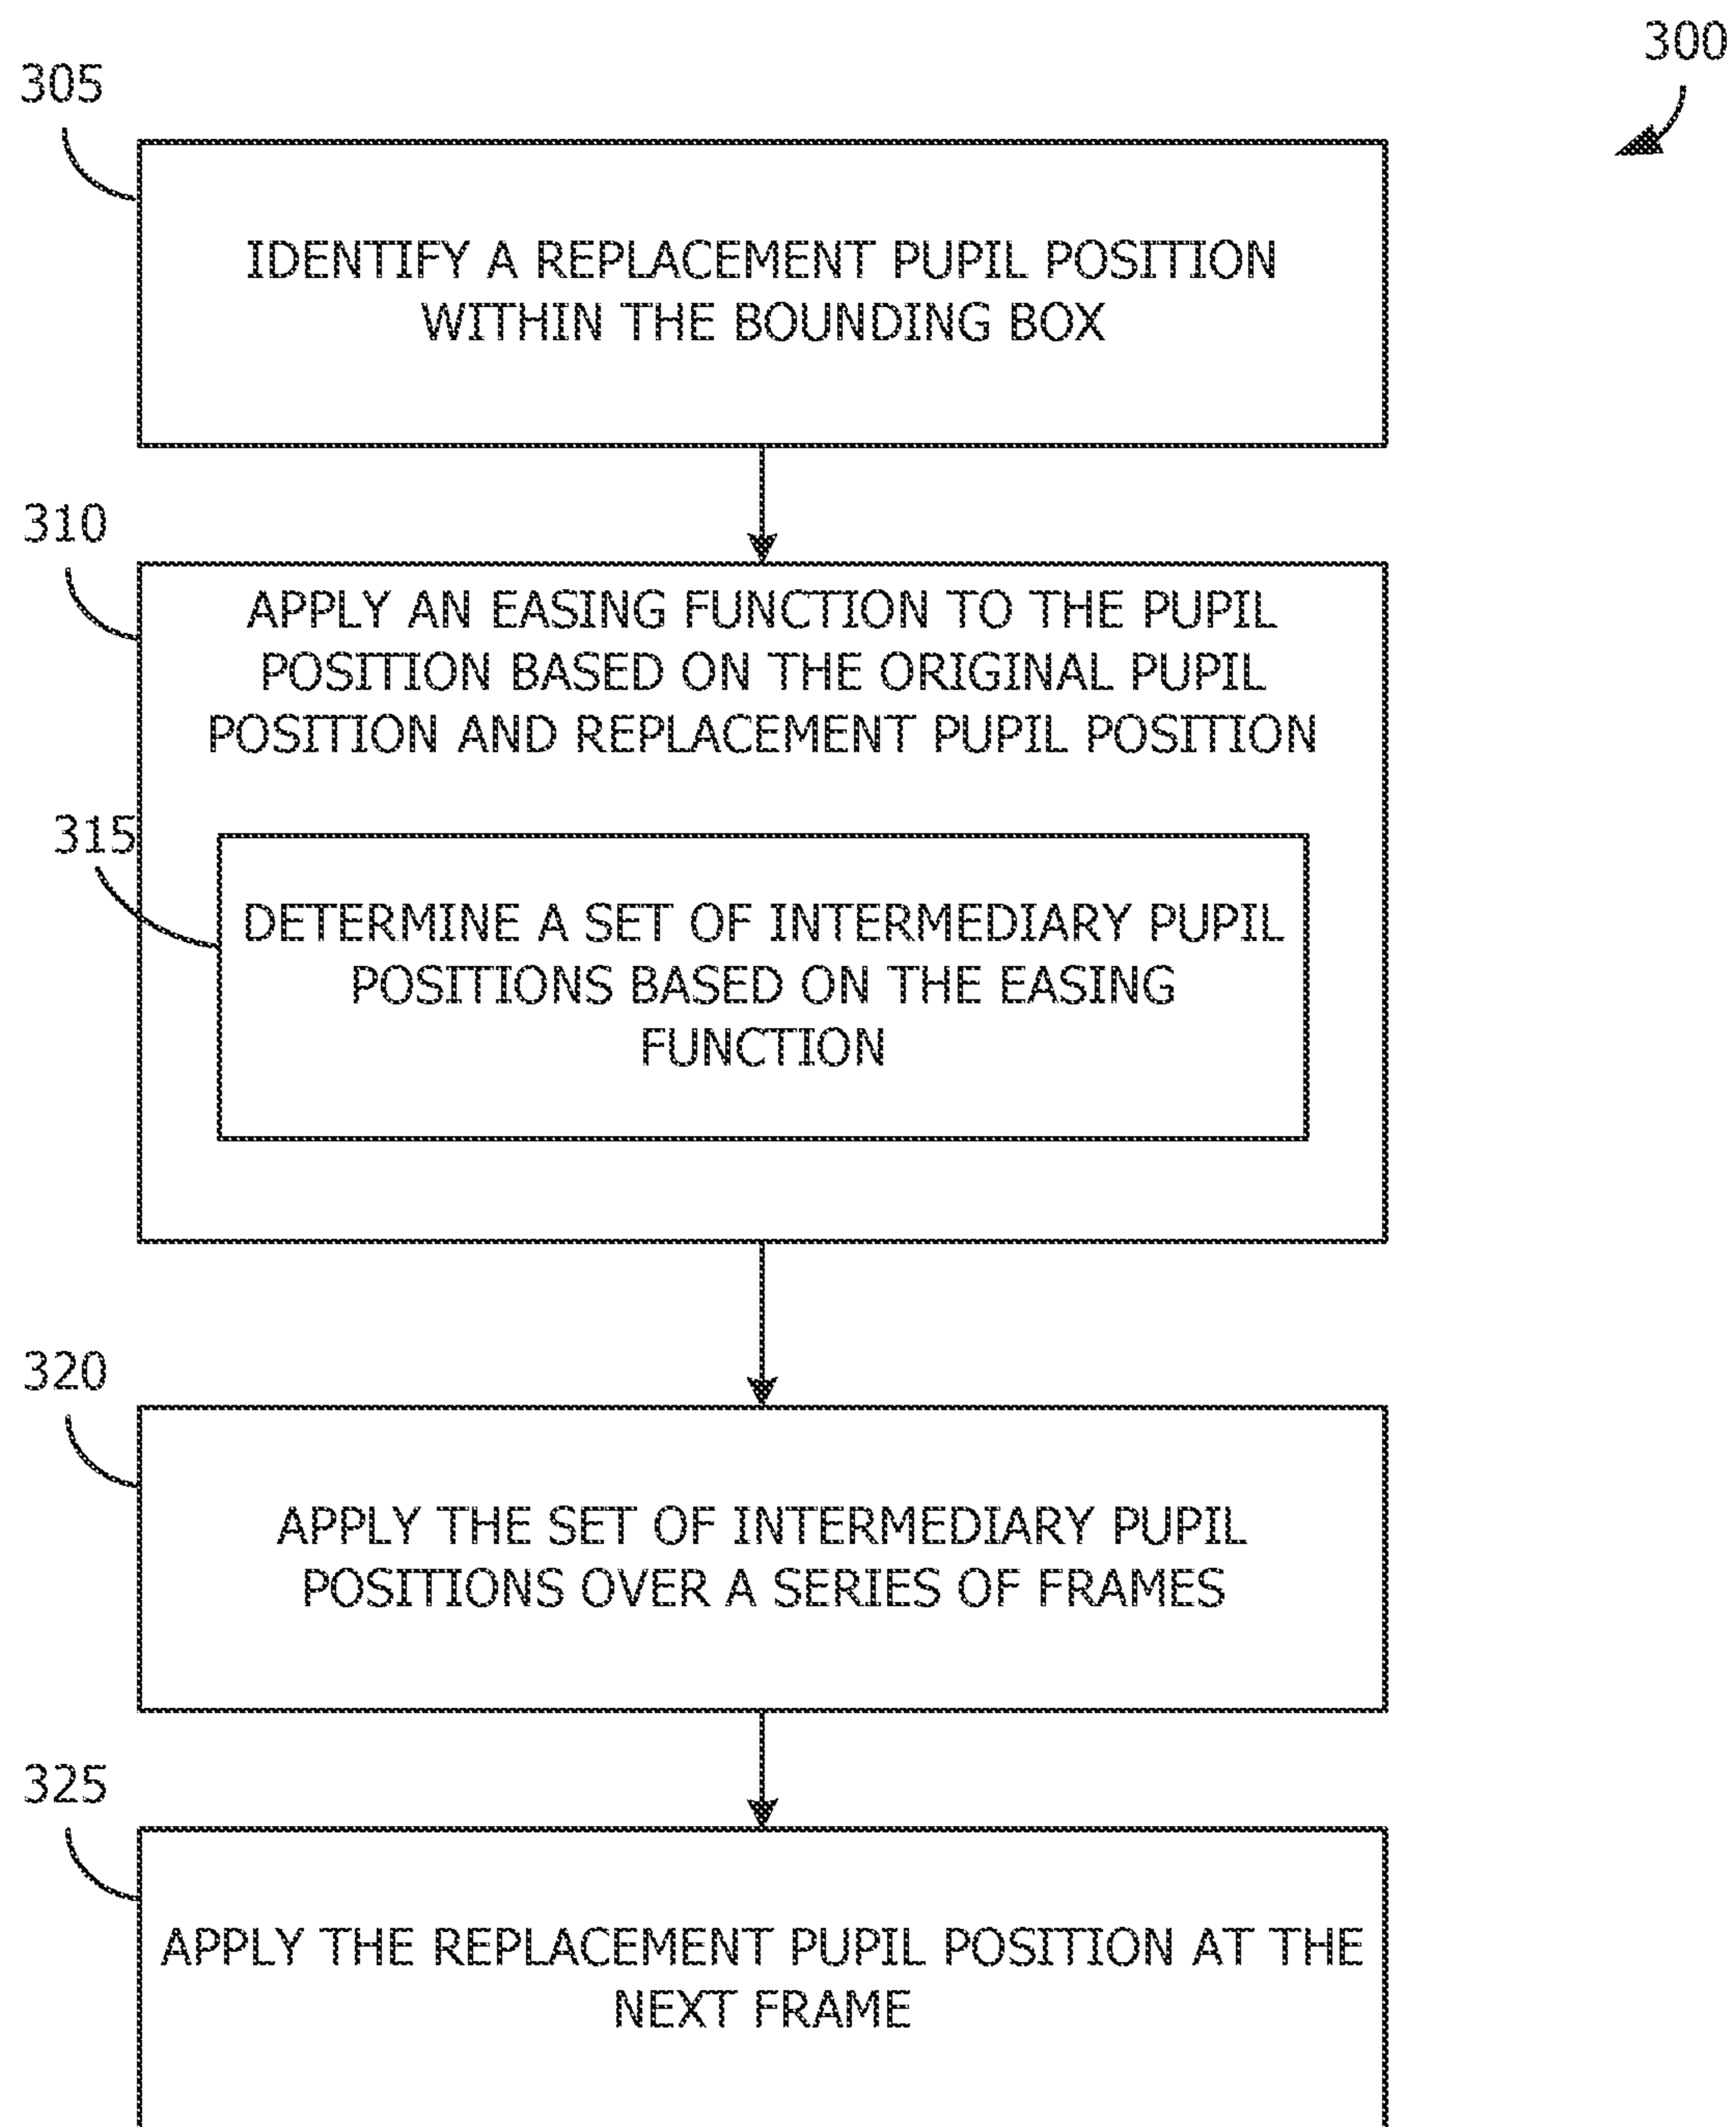 300
305
IDENTIFY A REPLACEMENT PUPIL POSITION
WITHIN THE BOUNDING BOX
310
APPLY AN EASING FUNCTION TO THE PUPIL
POSITION BASED ON THE ORIGINAL PUPIL
POSITION AND REPLACEMENT PUPIL POSITION
315
DETERMINE A SET OF INTERMEDIARY PUPIL
POSITIONS BASED ON THE EASING
FUNCTION
320
APPLY THE SET OF INTERMEDIARY PUPIL
POSITIONS OVER A SERIES OF FRAMES
325
APPLY THE REPLACEMENT PUPIL POSITION AT THE
NEXT FRAME